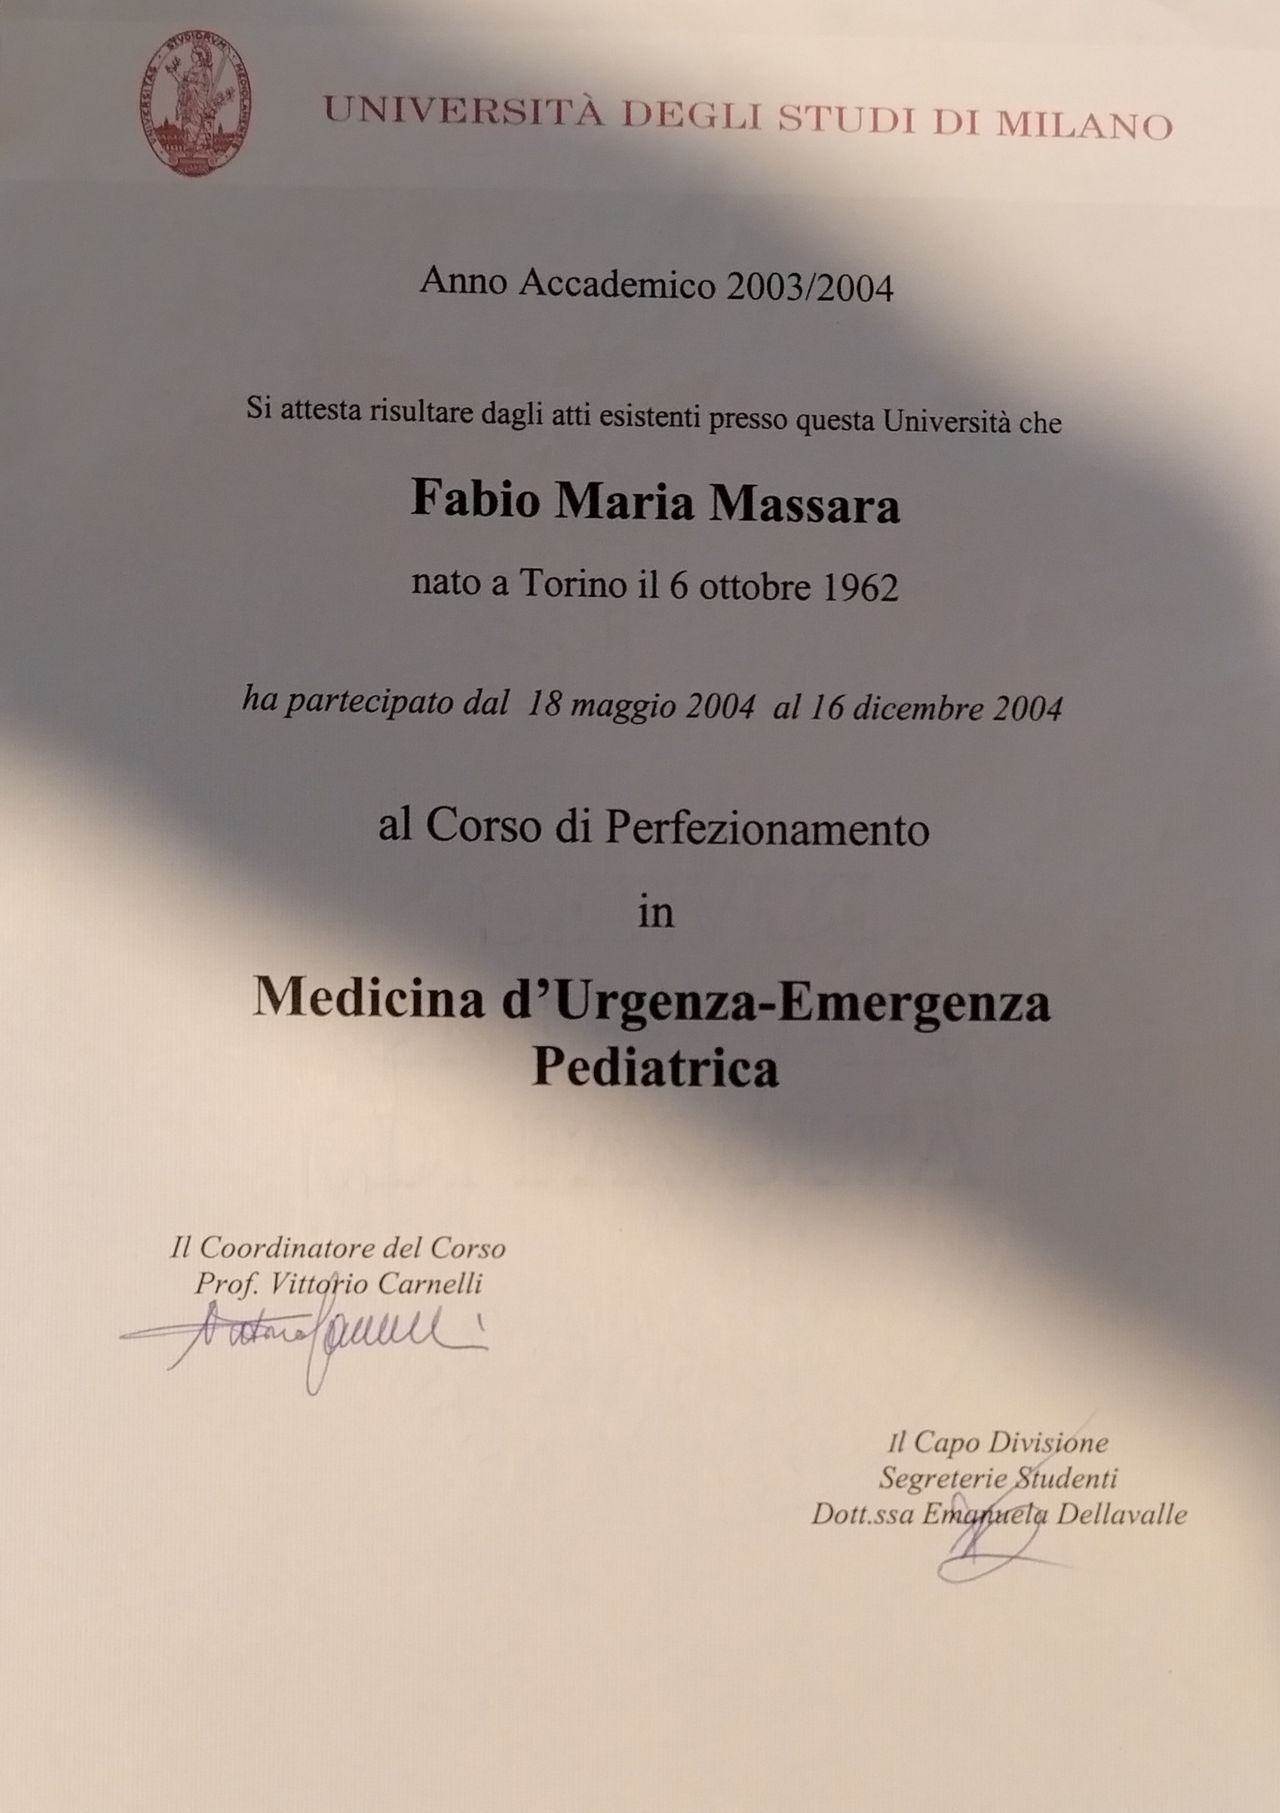 UNIVERSITAS STUDIORUM MEDIOLANENSIS
UNIVERSITÀ DEGLI STUDI DI MILANO
Anno Accademico 2003/2004
Si attesta risultare dagli atti esistenti presso questa Università che
Fabio Maria Massara
nato a Torino il 6 ottobre 1962
ha partecipato dal 18 maggio 2004 al 16 dicembre 2004
al Corso di Perfezionamento
in
Medicina d’Urgenza-Emergenza
Pediatrica
Il Coordinatore del Corso
Prof. Vittorio Carnelli
Il Capo Divisione
Segreterie Studenti
Dott.ssa Emanuela Dellavalle